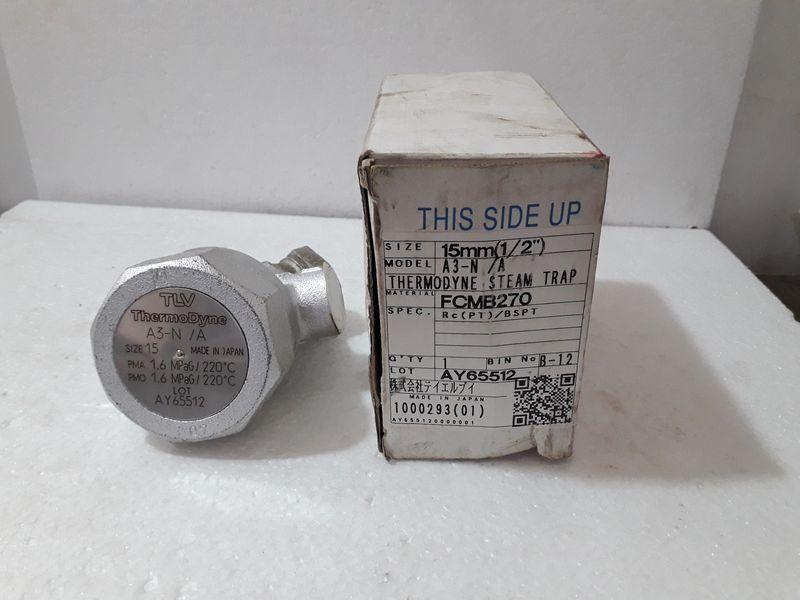 TLV
ThermoDyne
A3-N /A
SIZE 15 MADE IN JAPAN
PMA 1.6 MPaG/220°C
PMO 1.6 MPaG/220°C
LOT
AY65512
THIS SIDE UP
SIZE 15mm(1/2")
MODEL A3-N /A
THERMODYNE STEAM TRAP
MATERIAL FCMB270
SPEC. Rc(PT)/BSPT
Q'TY 1 BIN No B-12
LOT AY65512
株式会社テイエルブイ
MADE IN JAPAN
1000293(01)
AY655120000001